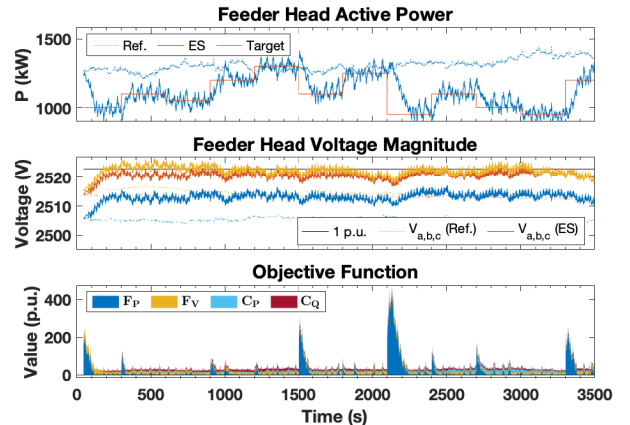 Feeder Head Active Power
1500
1000
P (kW)
Ref. ES Target
Feeder Head Voltage Magnitude
2520
2510
2500
Voltage (V)
1 p.u. V_{a,b,c} (Ref.) V_{a,b,c} (ES)
Objective Function
400
200
0
Value (p.u.)
F_P F_V C_P C_Q
0 500 1000 1500 2000 2500 3000 3500
Time (s)